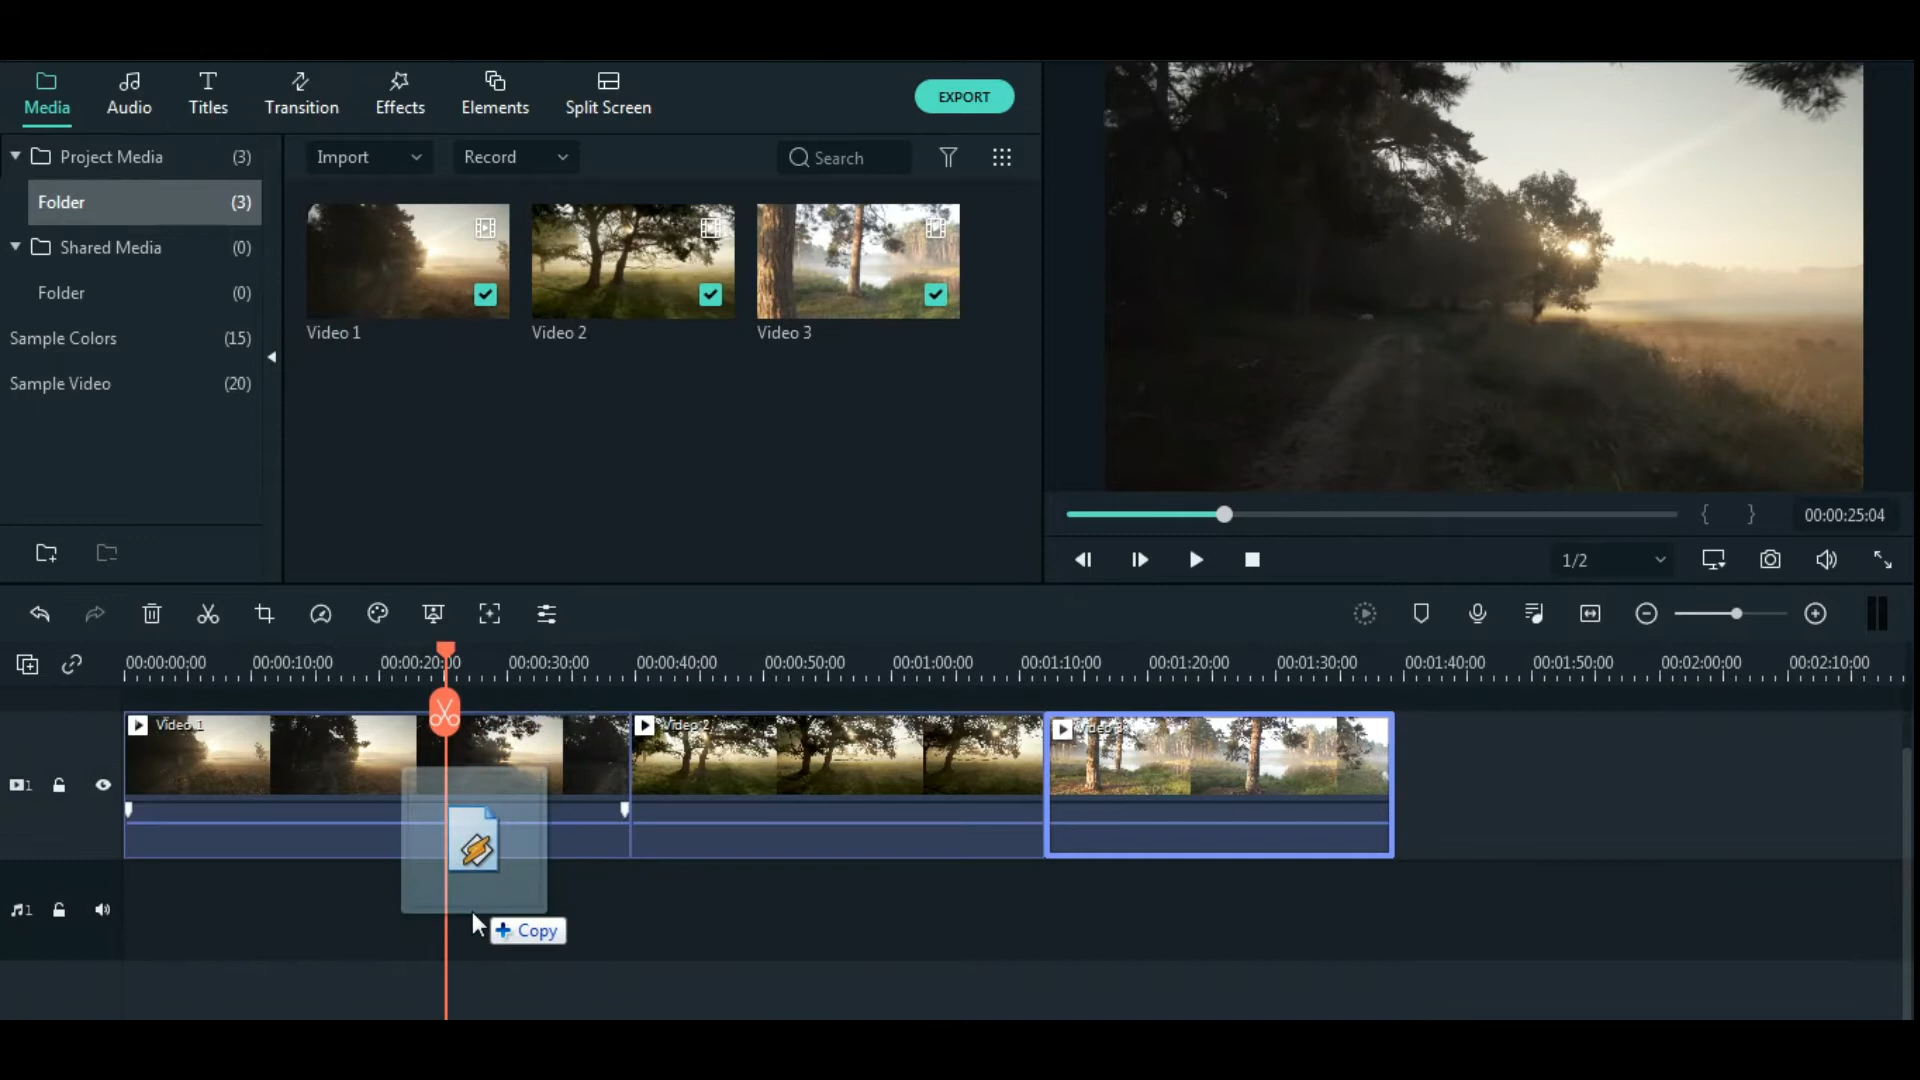 Media Audio Titles Transition Effects Elements Split Screen EXPORT
Project Media (3)
Import Record Search
Folder (3)
Shared Media (0)
Folder (0)
Sample Colors (15)
Sample Video (20)
Video 1 Video 2 Video 3
00:00:25:04
1/2
00:00:00:00 00:00:10:00 00:00:20:00 00:00:30:00 00:00:40:00 00:00:50:00 00:01:00:00 00:01:10:00 00:01:20:00 00:01:30:00 00:01:40:00 00:01:50:00 00:02:00:00 00:02:10:00
Video 1 Video 2
1
1
Copy